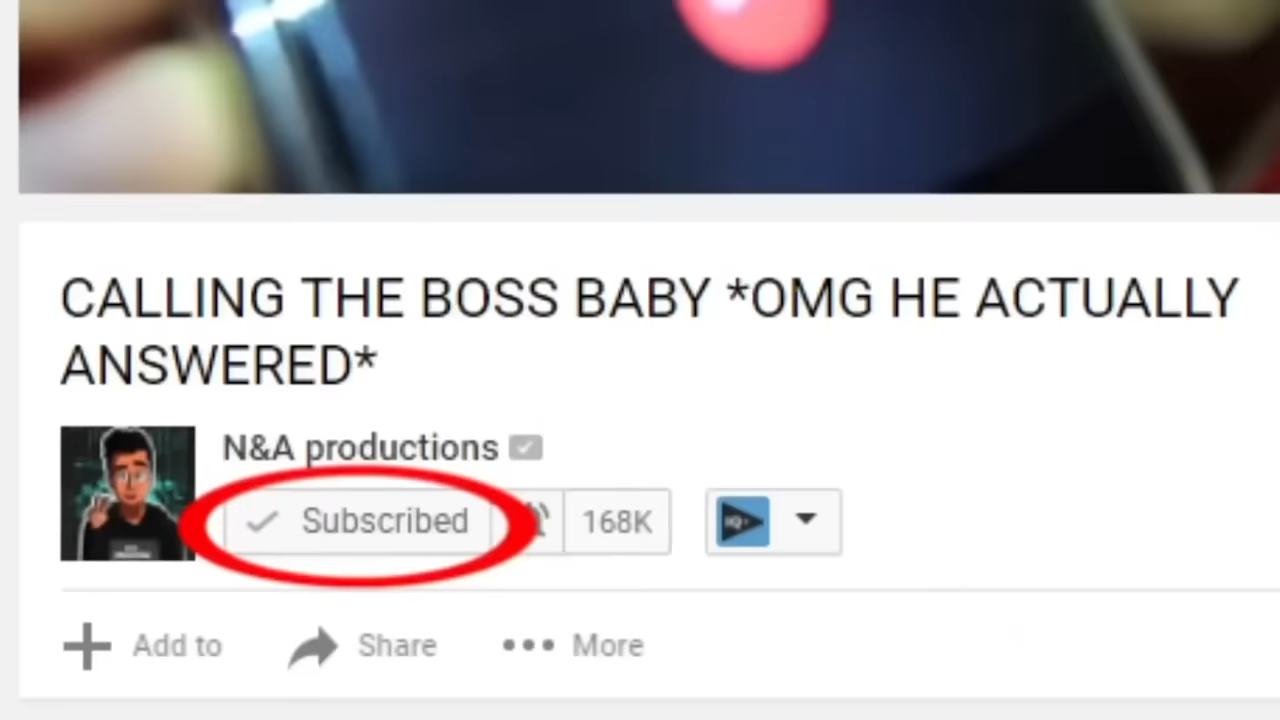 CALLING THE BOSS BABY *OMG HE ACTUALLY
ANSWERED*
N&A productions
Subscribed 168K
Add to Share More